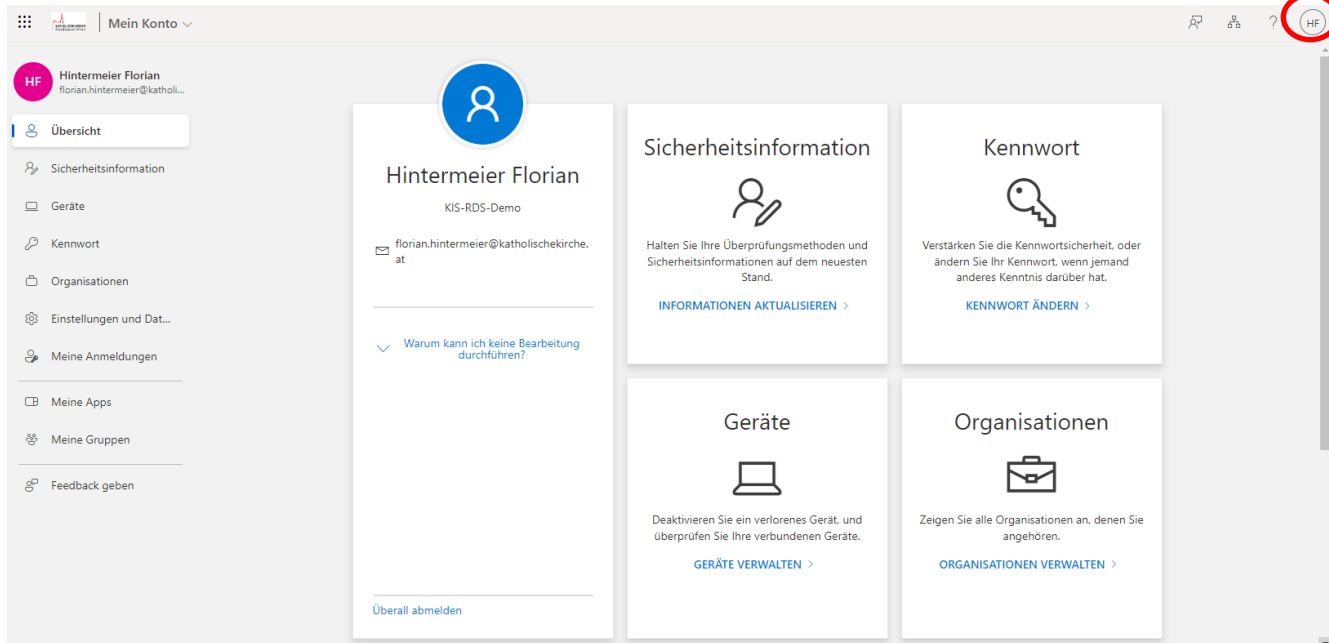 Mein Konto
?
HF
HF
Hintermeier Florian
florian.hintermeier@katholi...
Übersicht
Sicherheitsinformation
Geräte
Kennwort
Organisationen
Einstellungen und Dat...
Meine Anmeldungen
Meine Apps
Meine Gruppen
Feedback geben
Hintermeier Florian
KIS-RDS-Demo
florian.hintermeier@katholischekirche.
at
Warum kann ich keine Bearbeitung
durchführen?
Überall abmelden
Sicherheitsinformation
Halten Sie Ihre Überprüfungsmethoden und
Sicherheitsinformationen auf dem neuesten
Stand.
INFORMATIONEN AKTUALISIEREN >
Kennwort
Verstärken Sie die Kennwortsicherheit, oder
ändern Sie Ihr Kennwort, wenn jemand
anderes Kenntnis darüber hat.
KENNWORT ÄNDERN >
Geräte
Deaktivieren Sie ein verlorenes Gerät, und
überprüfen Sie Ihre verbundenen Geräte.
GERÄTE VERWALTEN >
Organisationen
Zeigen Sie alle Organisationen an, denen Sie
angehören.
ORGANISATIONEN VERWALTEN >